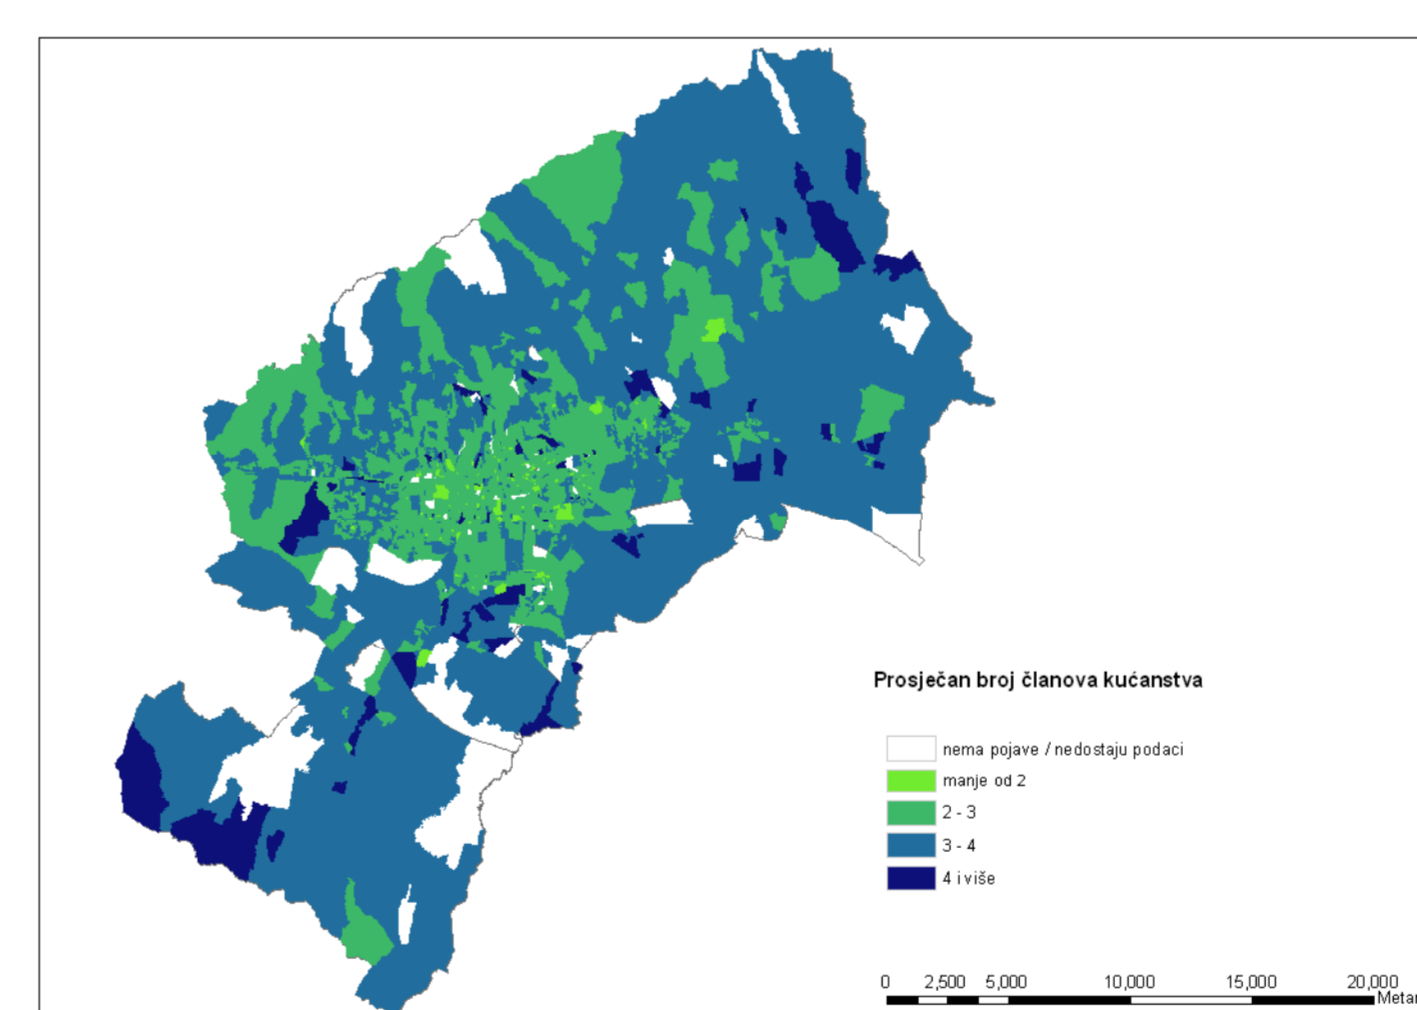 Prosječan broj članova kućanstva
nema pojave / nedostaju podaci
manje od 2
2 - 3
3 - 4
4 i više
0 2,500 5,000 10,000 15,000 20,000
Metar